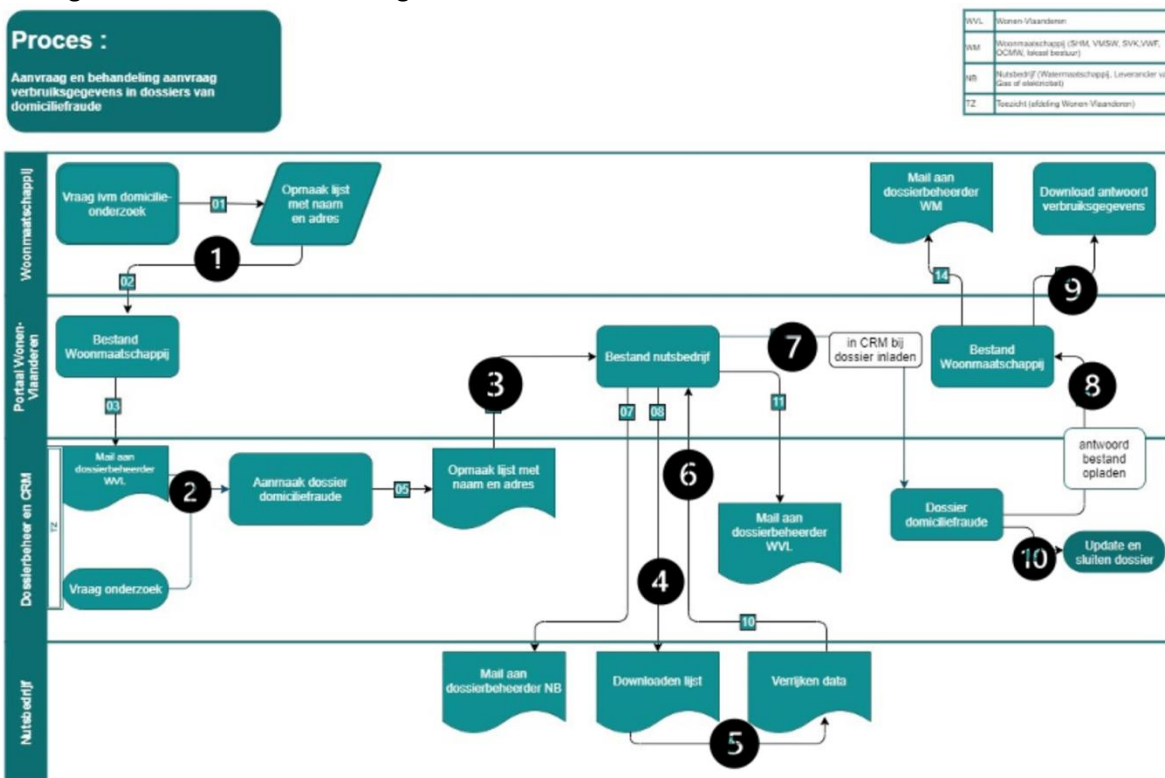 Proces :
Aanvraag en behandeling aanvraag
verbruiksgegevens in dossiers van
domiciliefraude
WVL Wonen-Vlaanderen
WM Woonmaatschappij (SHM, VMSW, SVK,VWF,
OCMW, lokaal bestuur)
NB Nutsbedrijf (Watermaatschappij, Leverancier
Gas of elektriciteit)
TZ Toezicht (afdeling Wonen-Vlaanderen)
Woonmaatschappij
Vraag ivm domicilie-
onderzoek
01
Opmaak lijst
met naam
en adres
1
02
Mail aan
dossierbeheerder
WM
Download antwoord
verbruiksgegevens
14
9
Portaal Wonen-
Vlaanderen
Bestand
Woonmaatschappij
03
3
Bestand nutsbedrijf
7
in CRM bij
dossier inladen
Bestand
Woonmaatschappij
07
08
11
8
Dossierbeheer en CRM
TZ
Mail aan
dossierbeheerder
WVL
2
Aanmaak dossier
domiciliefraude
05
Opmaak lijst met
naam en adres
6
antwoord
bestand
opladen
Mail aan
dossierbeheerder
WVL
Dossier
domiciliefraude
10
Update en
sluiten dossier
Vraag onderzoek
4
10
Nutsbedrijf
Mail aan
dossierbeheerder NB
Downloaden lijst
Verrijken data
5